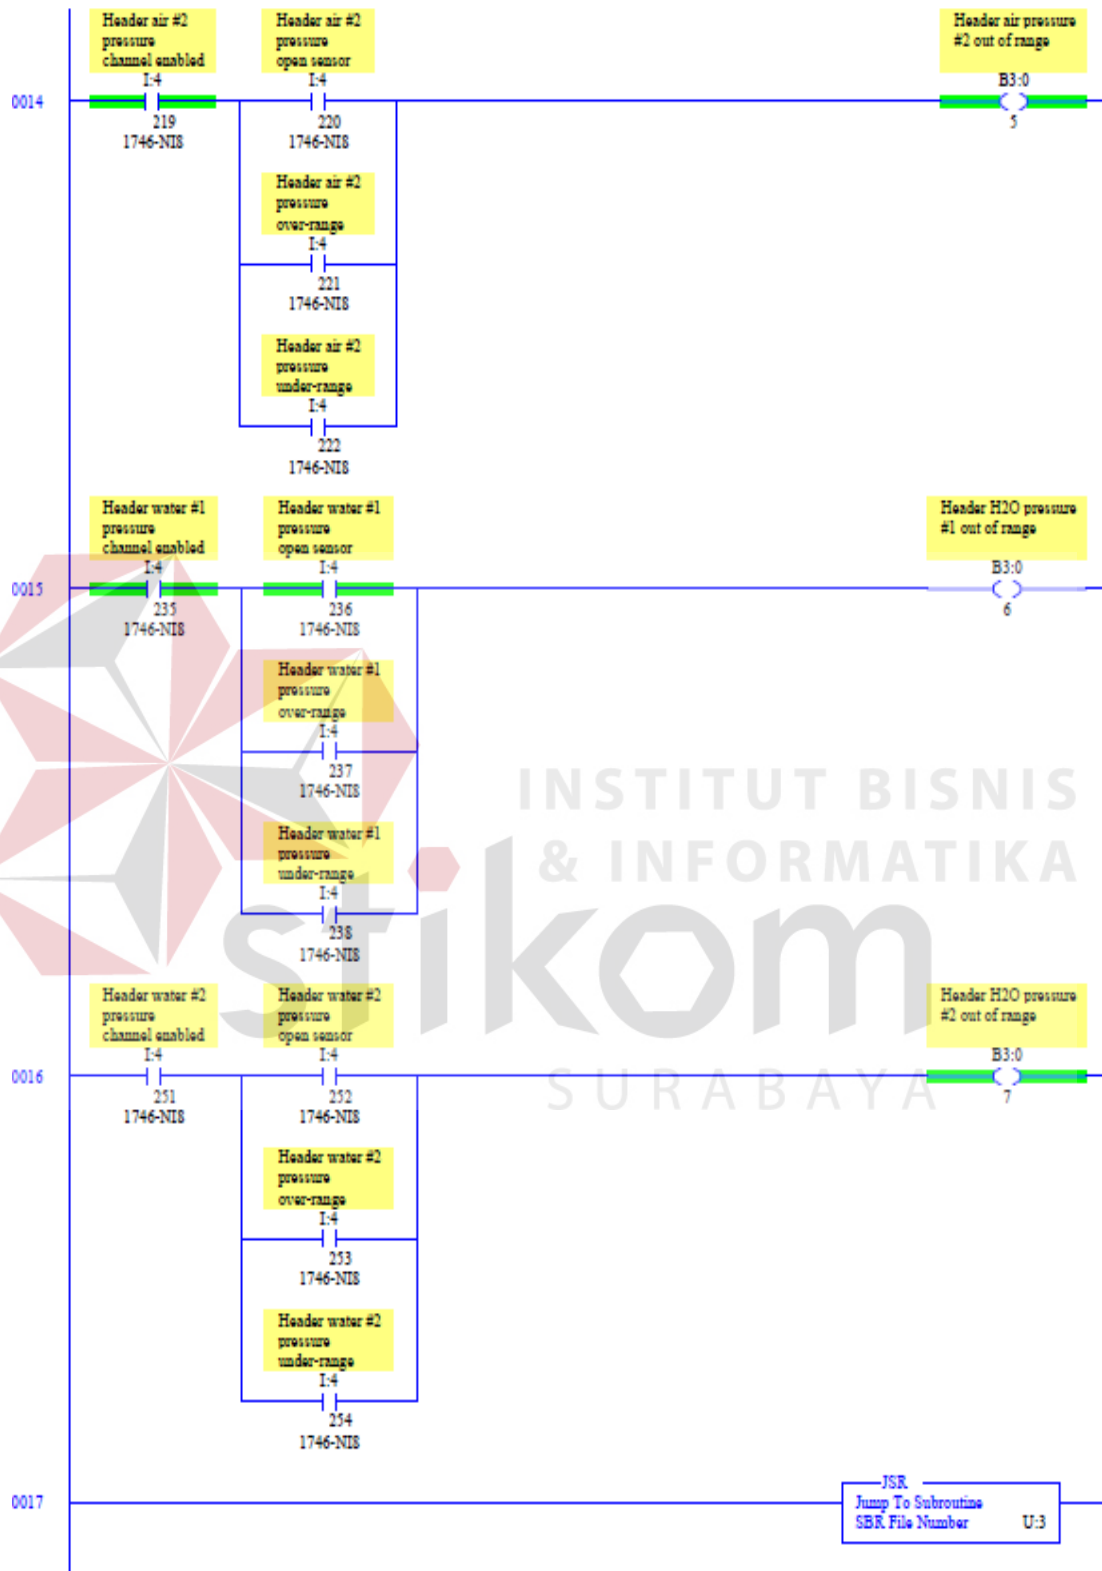 Header air #2
pressure
channel enabled
I:4
219
1746-NI8
Header air #2
pressure
open sensor
I:4
220
1746-NI8
Header air pressure
#2 out of range
B3:0
5
0014
Header air #2
pressure
over-range
I:4
221
1746-NI8
Header air #2
pressure
under-range
I:4
222
1746-NI8
Header water #1
pressure
channel enabled
I:4
235
1746-NI8
Header water #1
pressure
open sensor
I:4
236
1746-NI8
Header H2O pressure
#1 out of range
B3:0
6
0015
Header water #1
pressure
over-range
I:4
237
1746-NI8
Header water #1
pressure
under-range
I:4
238
1746-NI8
INSTITUT BISNIS
& INFORMATIKA
stikom
SURABAYA
Header water #2
pressure
channel enabled
I:4
251
1746-NI8
Header water #2
pressure
open sensor
I:4
252
1746-NI8
Header H2O pressure
#2 out of range
B3:0
7
0016
Header water #2
pressure
over-range
I:4
253
1746-NI8
Header water #2
pressure
under-range
I:4
254
1746-NI8
0017
JSR
Jump To Subroutine
SBR File Number U:3